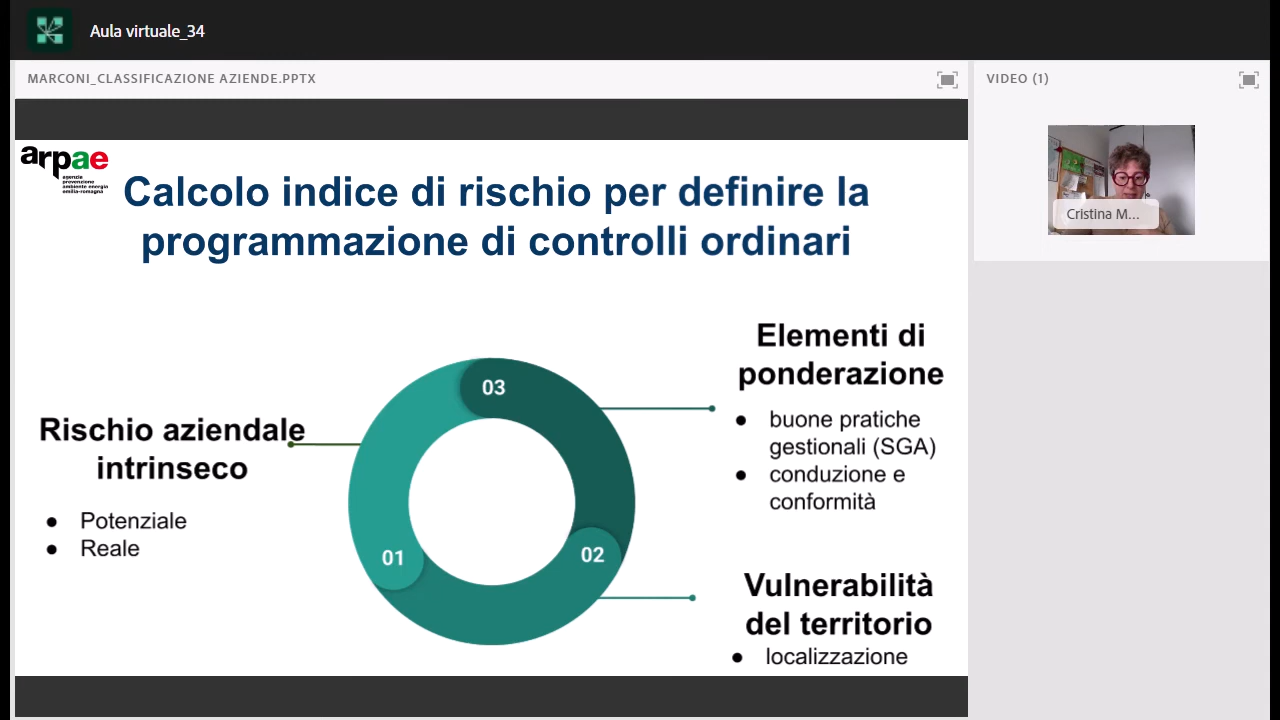 Aula virtuale_34
MARCONI_CLASSIFICAZIONE AZIENDE.PPTX
VIDEO (1)
arpae
agenzia
prevenzione
ambiente energia
emilia-romagna
Calcolo indice di rischio per definire la
programmazione di controlli ordinari
Cristina M...
Rischio aziendale
intrinseco
● Potenziale
● Reale
03
01
02
Elementi di
ponderazione
● buone pratiche
gestionali (SGA)
● conduzione e
conformità
Vulnerabilità
del territorio
● localizzazione